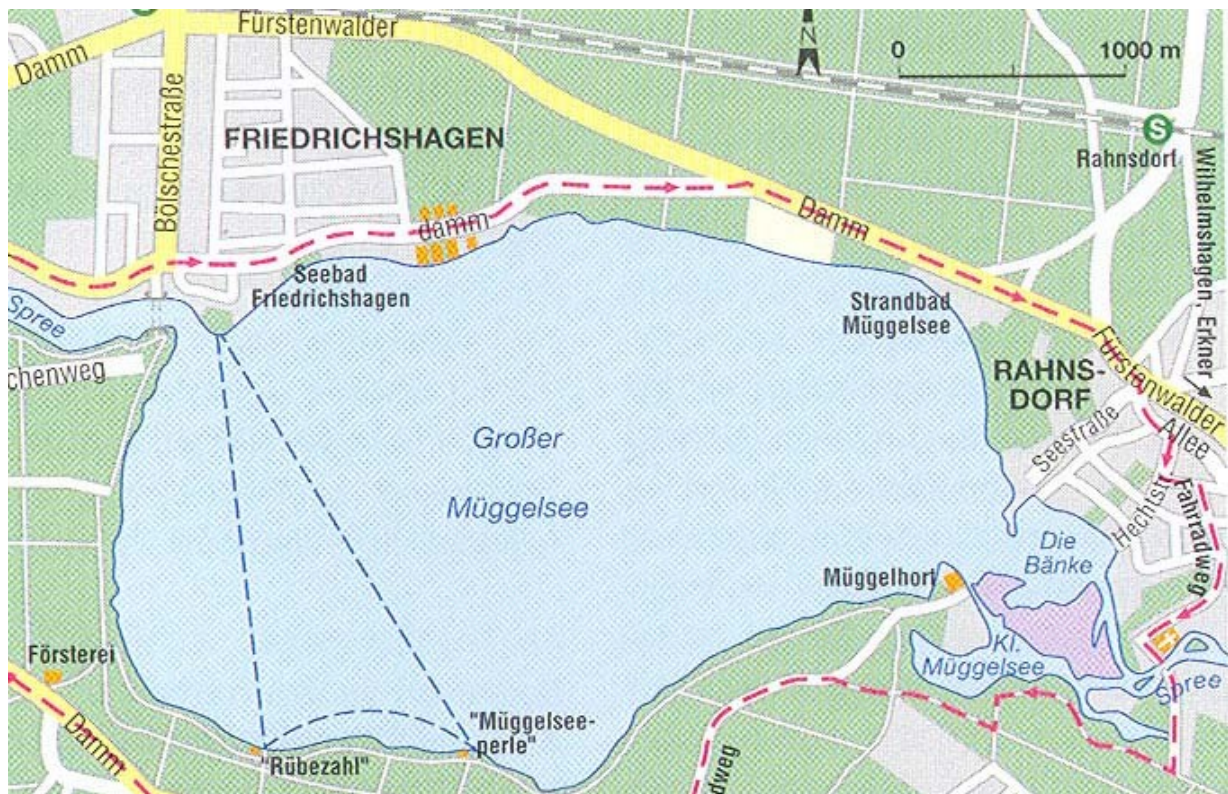 Fürstenwalder
Damm
N
0 1000 m
Bölschestraße
FRIEDRICHSHAGEN
S
Rahnsdorf
Wilhelmshagen, Erkner
damm
Damm
Seebad
Friedrichshagen
Strandbad
Müggelsee
Spree
chenweg
RAHNS-
DORF
Fürstenwalder
Allee
Seestraße
Hechtstr.
Fahrradweg
Großer
Müggelsee
Die
Bänke
Müggelhort
Kl.
Müggelsee
Spree
Försterei
Damm
"Rübezahl"
"Müggelsee-
perle"
dweg